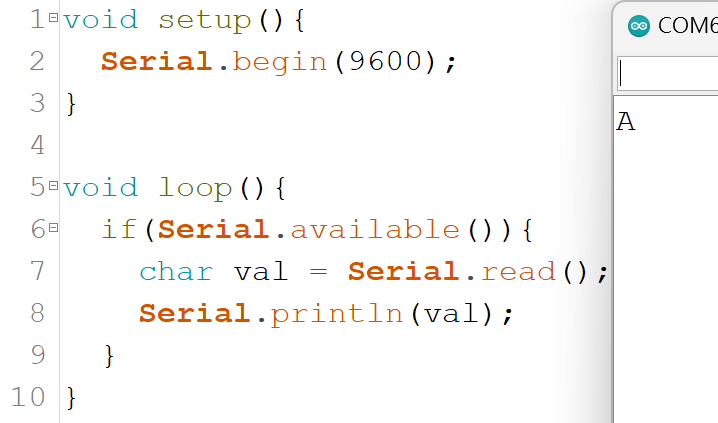 1 void setup(){
2   Serial.begin(9600);
3 }
4
5 void loop(){
6   if(Serial.available()){
7     char val = Serial.read();
8     Serial.println(val);
9   }
10 }
COM6
A